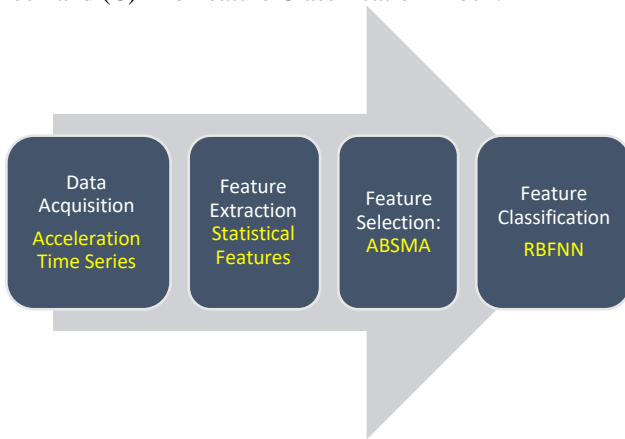 Data
Acquisition
Acceleration
Time Series
Feature
Extraction
Statistical
Features
Feature
Selection:
ABSMA
Feature
Classification
RBFNN